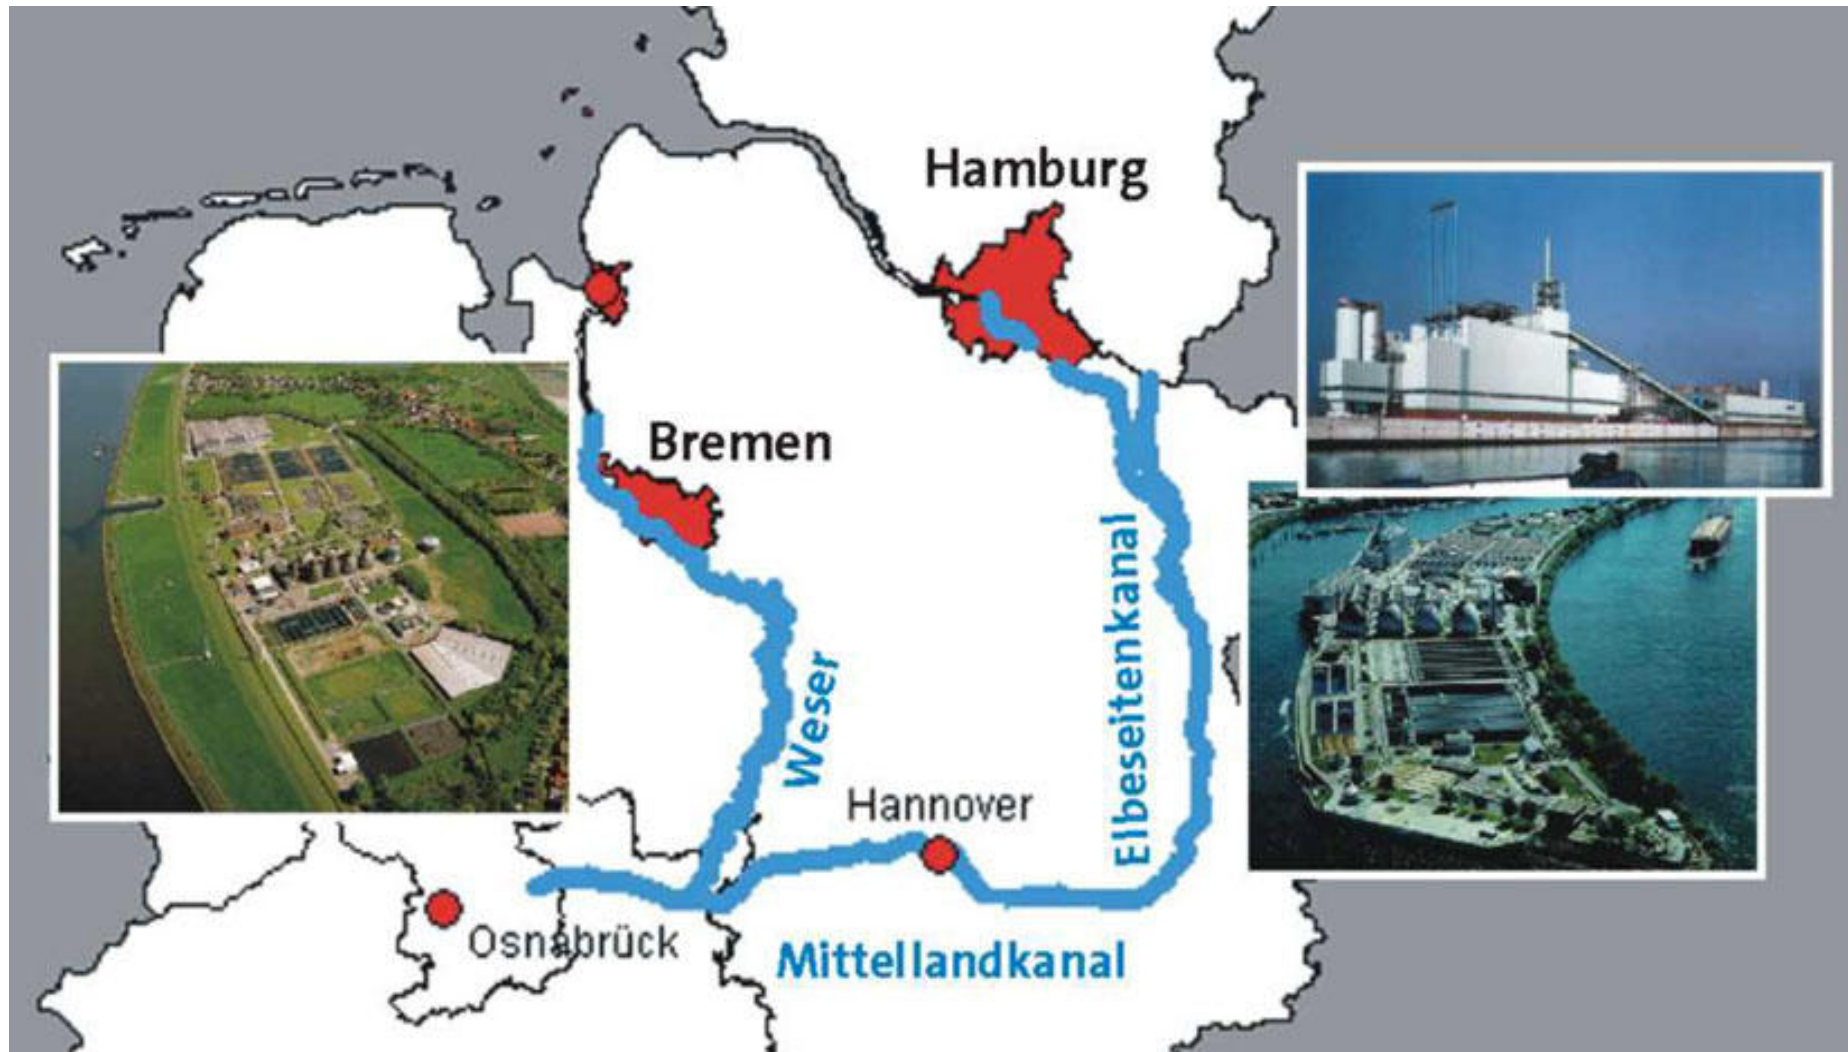 Hamburg
Bremen
Weser
Elbeseitenkanal
Hannover
Osnabrück
Mittellandkanal